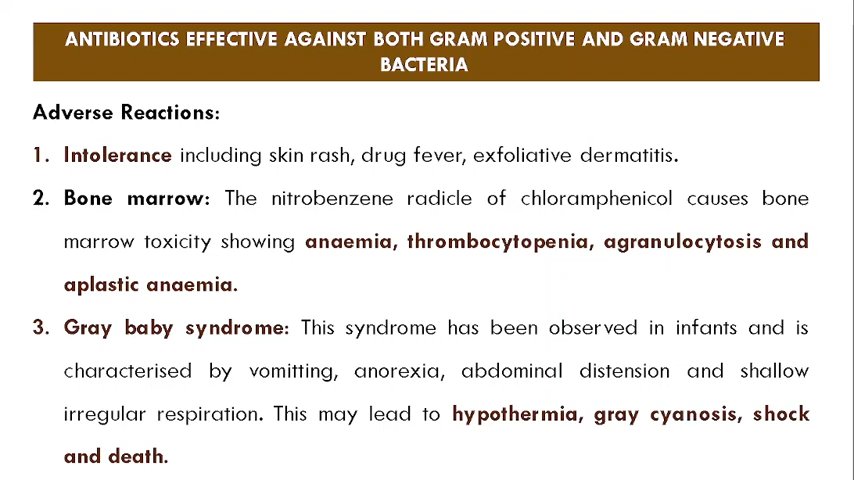 ANTIBIOTICS EFFECTIVE AGAINST BOTH GRAM POSITIVE AND GRAM NEGATIVE
BACTERIA
Adverse Reactions:
1. Intolerance including skin rash, drug fever, exfoliative dermatitis.
2. Bone marrow: The nitrobenzene radicle of chloramphenicol causes bone
marrow toxicity showing anaemia, thrombocytopenia, agranulocytosis and
aplastic anaemia.
3. Gray baby syndrome: This syndrome has been observed in infants and is
characterised by vomitting, anorexia, abdominal distension and shallow
irregular respiration. This may lead to hypothermia, gray cyanosis, shock
and death.